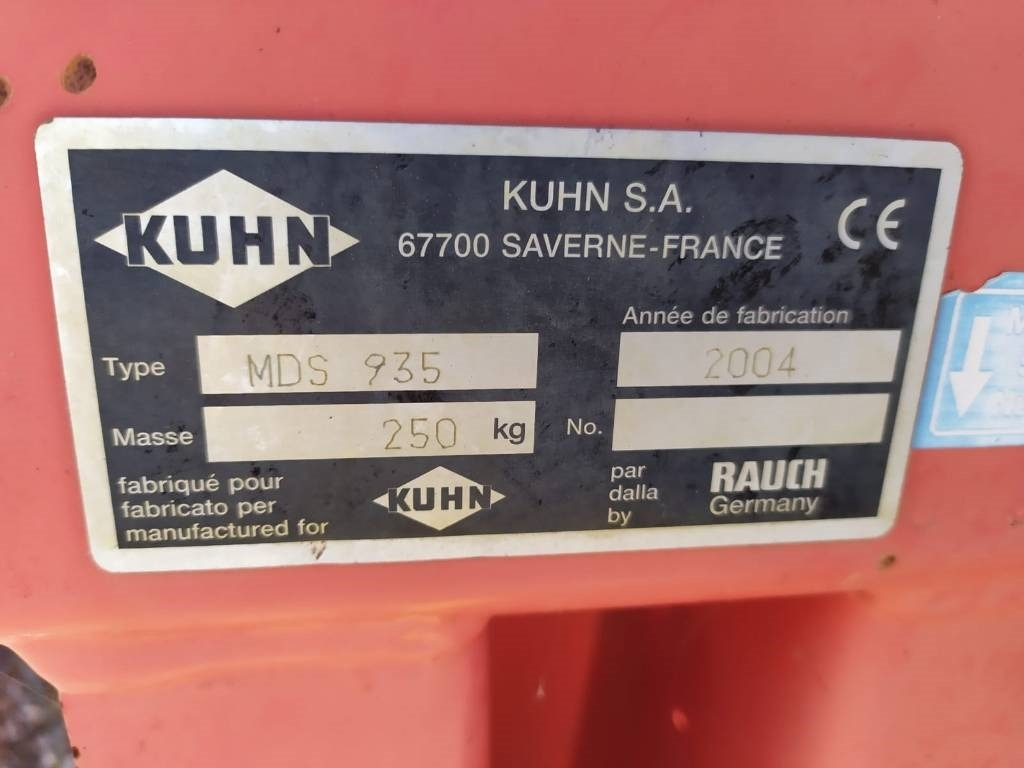 KUHN
KUHN S.A.
67700 SAVERNE-FRANCE
CE
Année de fabrication
Type MDS 935
2004
Masse 250 kg
No.
fabriqué pour
fabricato per
manufactured for
KUHN
par
dalla
by
RAUCH
Germany